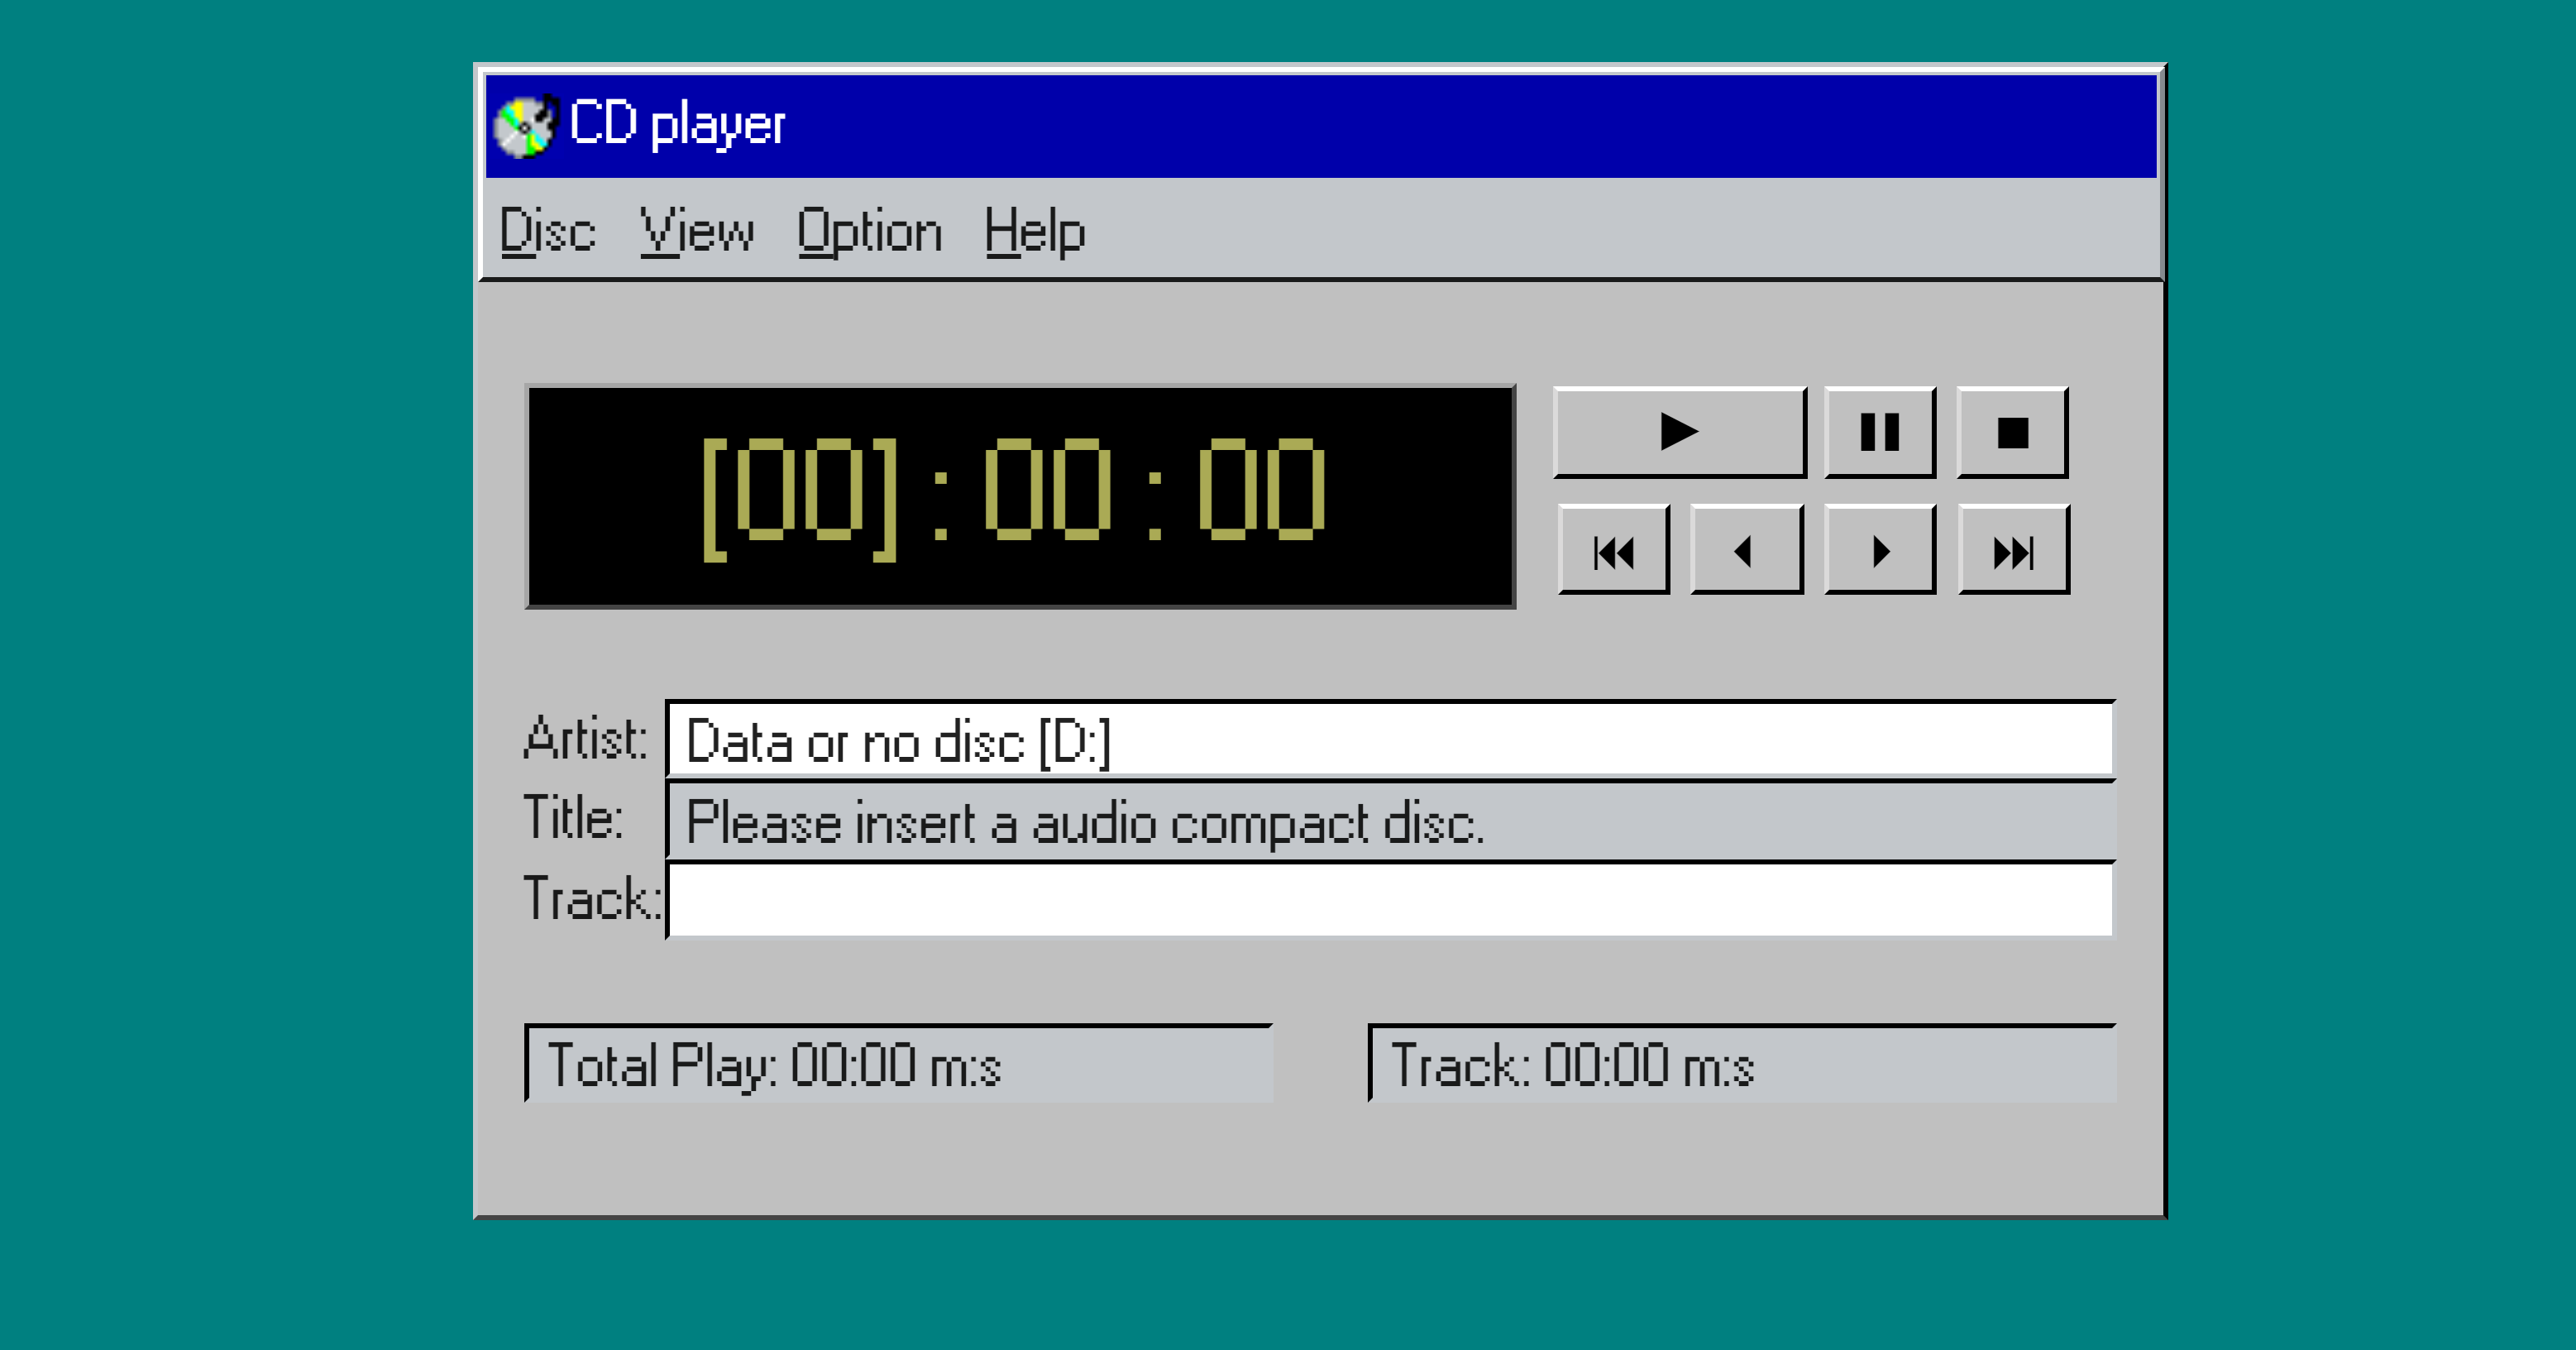 CD player
Disc View Option Help
[00]:00:00
Artist: Data or no disc [D:]
Title: Please insert a audio compact disc.
Track:
Total Play: 00:00 m:s Track: 00:00 m:s